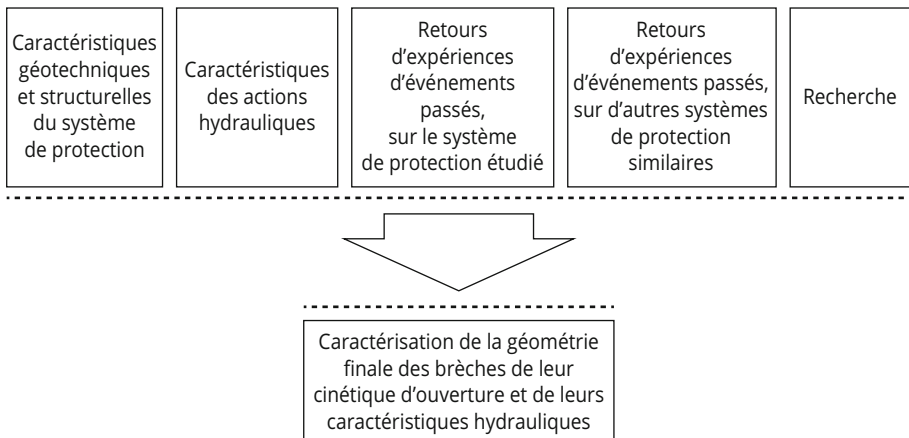 Caractéristiques
géotechniques
et structurelles
du système
de protection
Caractéristiques
des actions
hydrauliques
Retours
d’expériences
d’événements
passés,
sur le système
de protection étudié
Retours
d’expériences
d’événements passés,
sur d’autres systèmes
de protection
similaires
Recherche
Caractérisation de la géométrie
finale des brèches de leur
cinétique d’ouverture et de leurs
caractéristiques hydrauliques